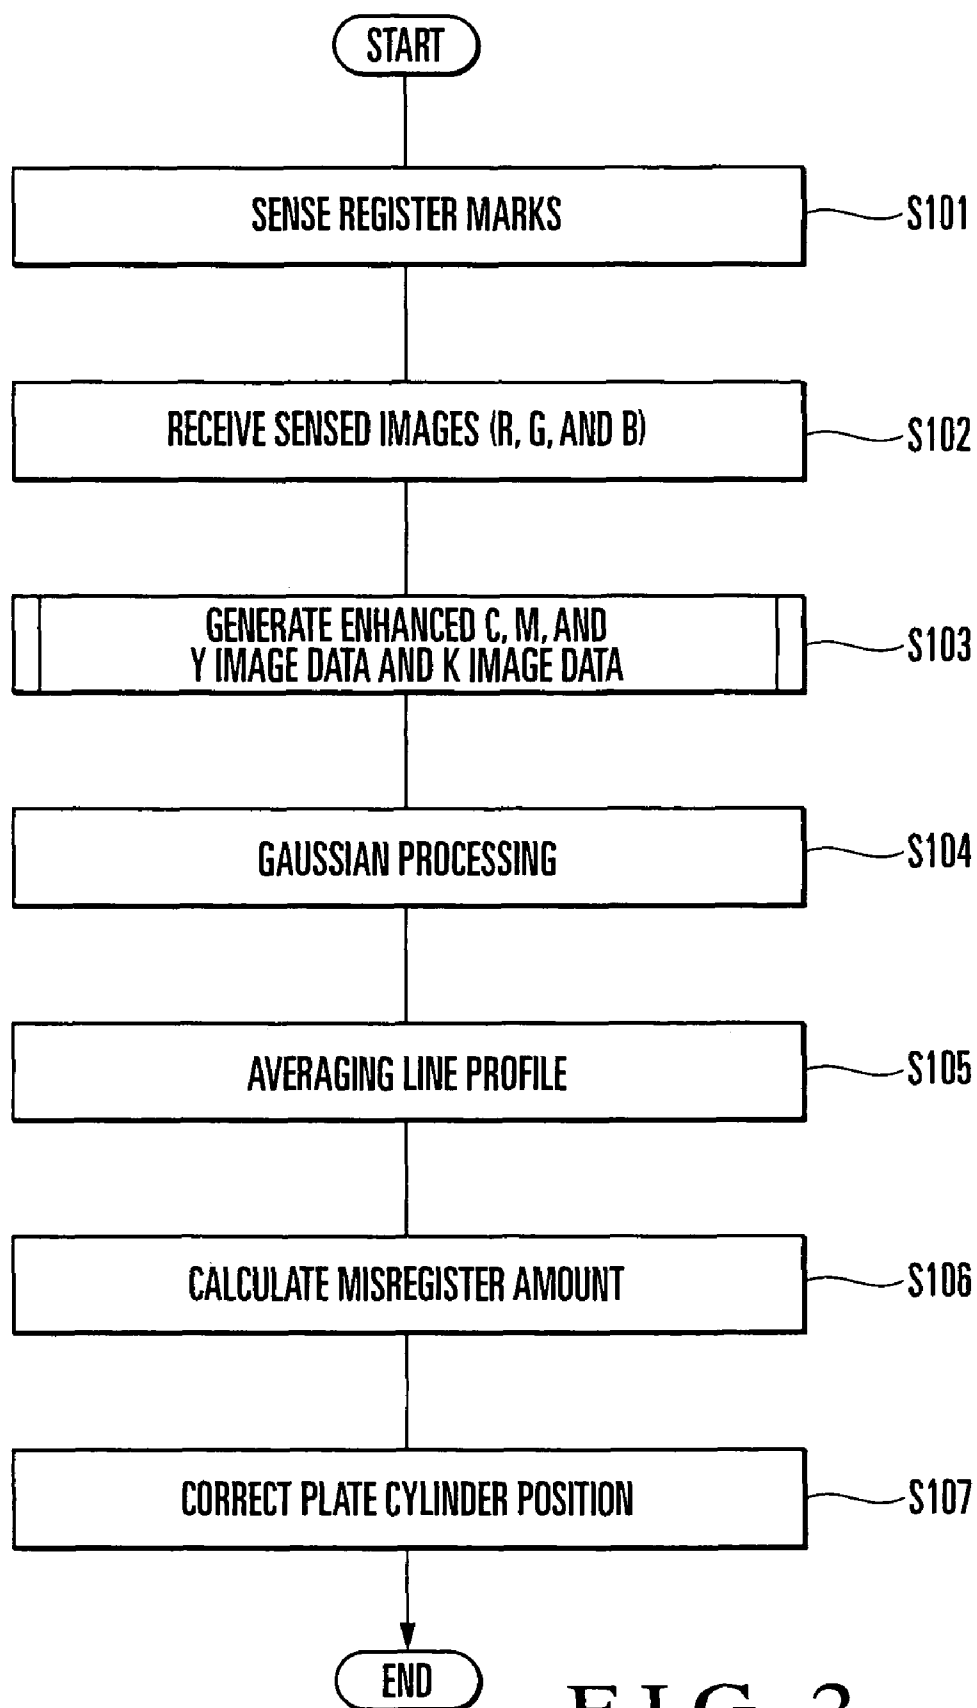 START
SENSE REGISTER MARKS
S101
RECEIVE SENSED IMAGES (R, G, AND B)
S102
GENERATE ENHANCED C, M, AND
Y IMAGE DATA AND K IMAGE DATA
S103
GAUSSIAN PROCESSING
S104
AVERAGING LINE PROFILE
S105
CALCULATE MISREGISTER AMOUNT
S106
CORRECT PLATE CYLINDER POSITION
S107
END